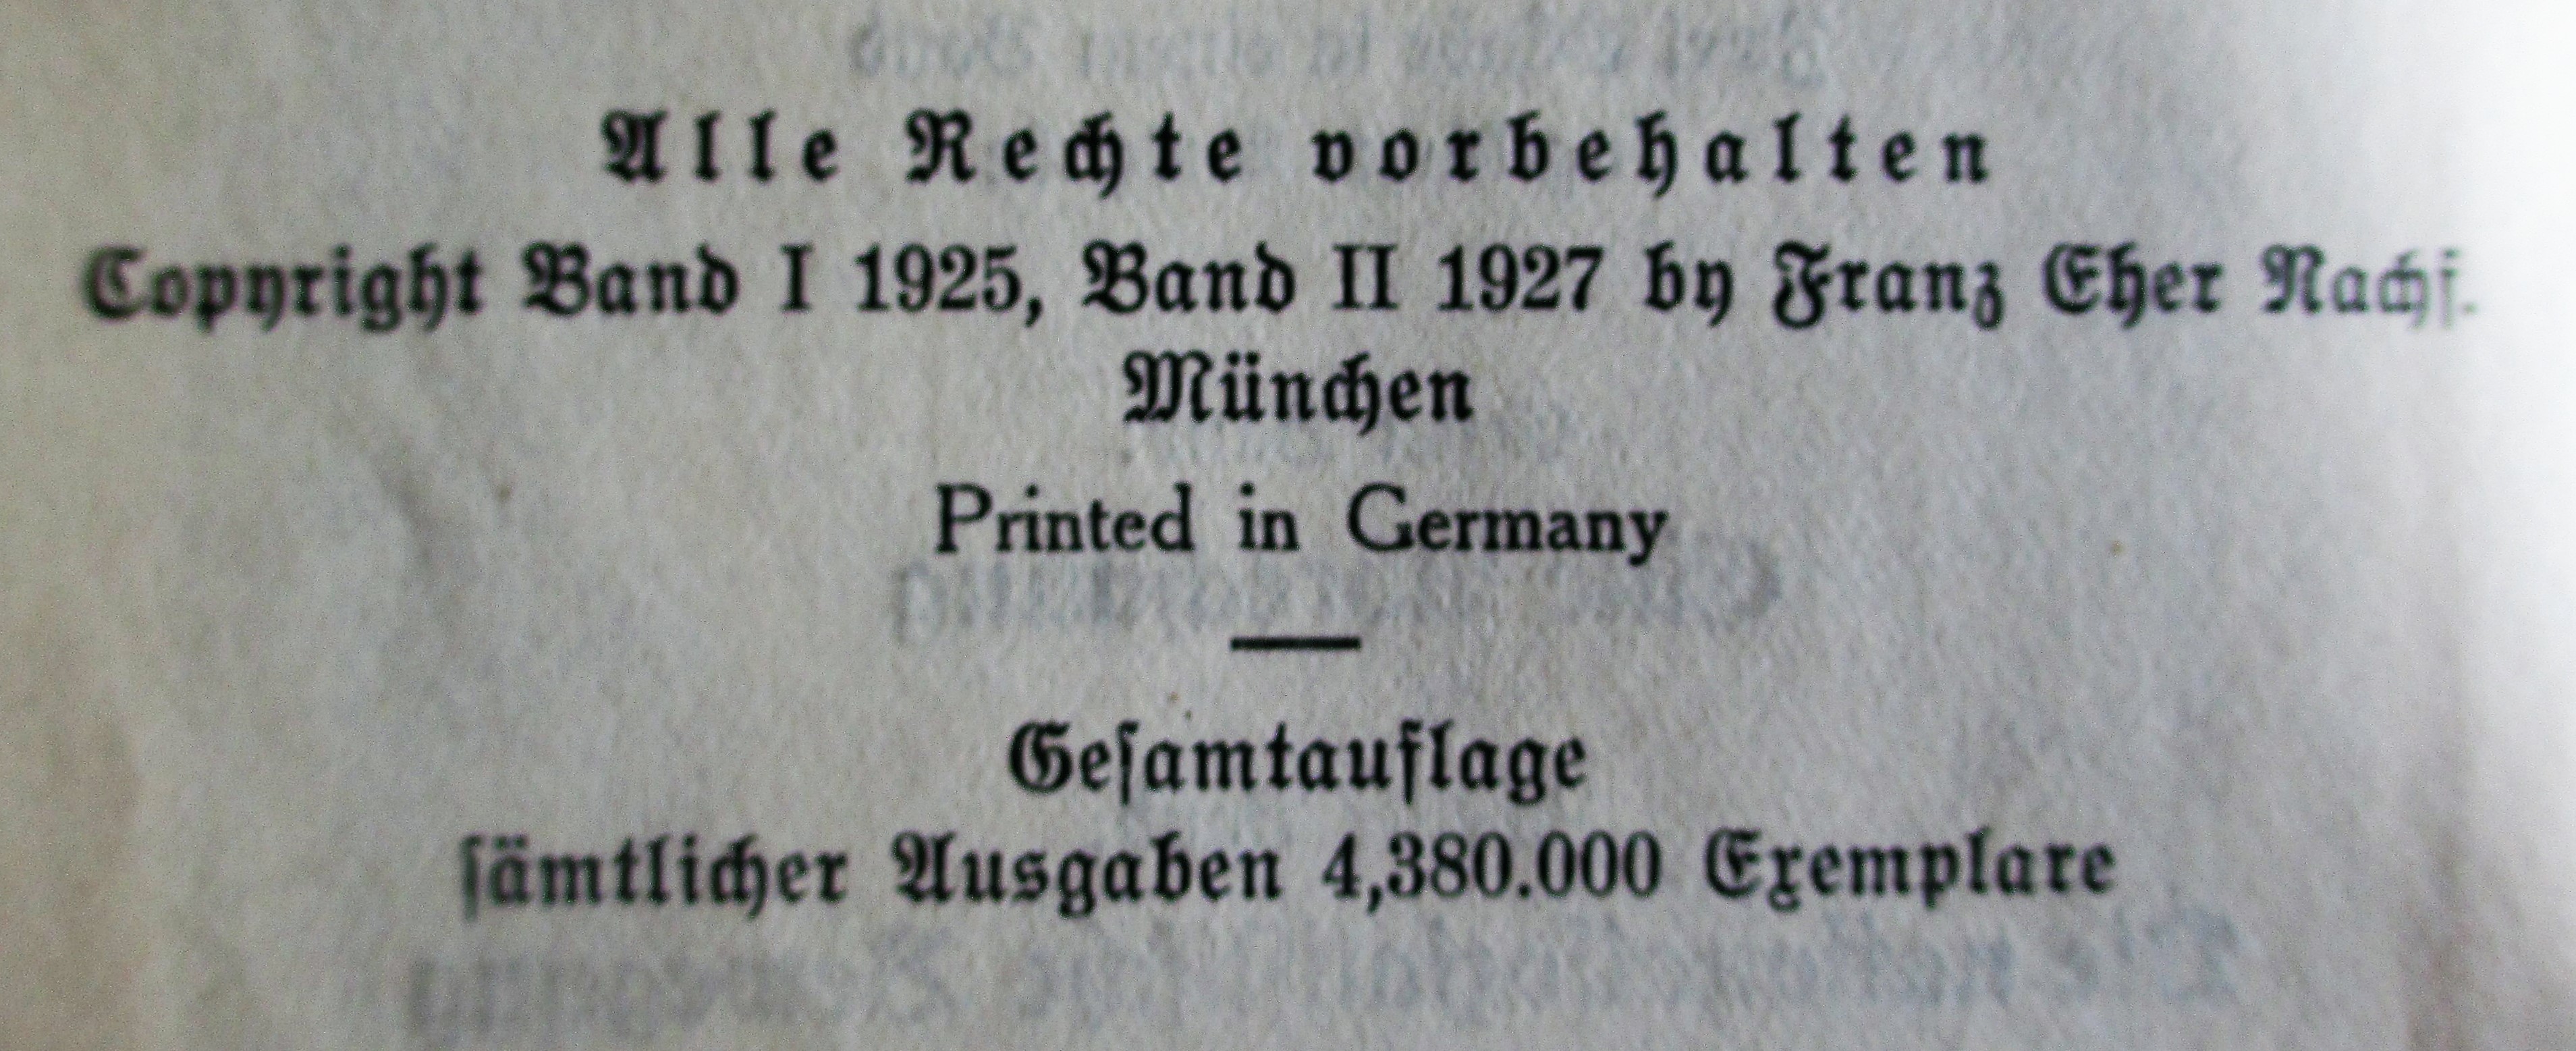 Alle Rechte vorbehalten
Copyright Band I 1925, Band II 1927 by Franz Eher Nachf.
München
Printed in Germany
Geſamtauflage
ſämtlicher Ausgaben 4,380.000 Exemplare